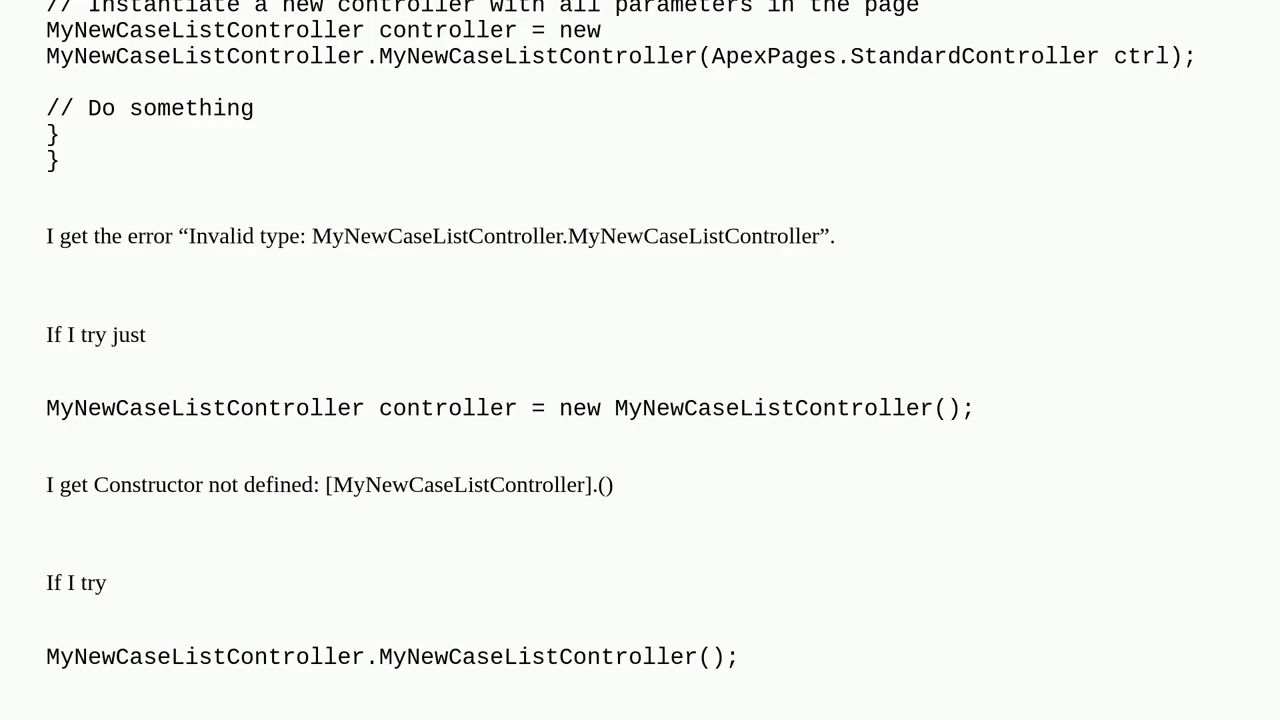 // Instantiate a new controller with all parameters in the page
MyNewCaseListController controller = new
MyNewCaseListController.MyNewCaseListController(ApexPages.StandardController ctrl);
// Do something
}
}
I get the error “Invalid type: MyNewCaseListController.MyNewCaseListController”.
If I try just
MyNewCaseListController controller = new MyNewCaseListController();
I get Constructor not defined: [MyNewCaseListController].()
If I try
MyNewCaseListController.MyNewCaseListController();